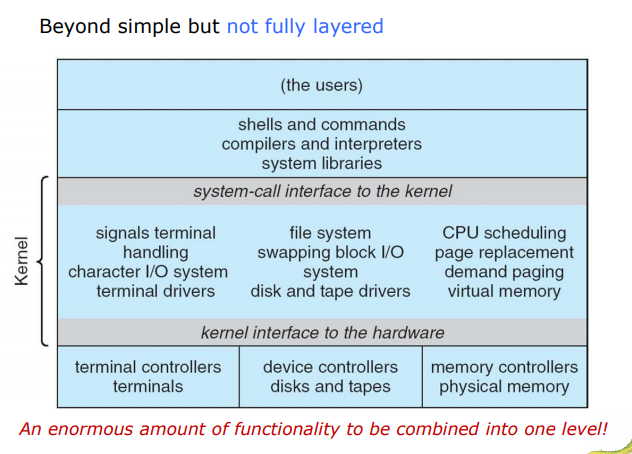 Beyond simple but not fully layered
(the users)
shells and commands
compilers and interpreters
system libraries
system-call interface to the kernel
Kernel
signals terminal
handling
character I/O system
terminal drivers
file system
swapping block I/O
system
disk and tape drivers
CPU scheduling
page replacement
demand paging
virtual memory
kernel interface to the hardware
terminal controllers
terminals
device controllers
disks and tapes
memory controllers
physical memory
An enormous amount of functionality to be combined into one level!